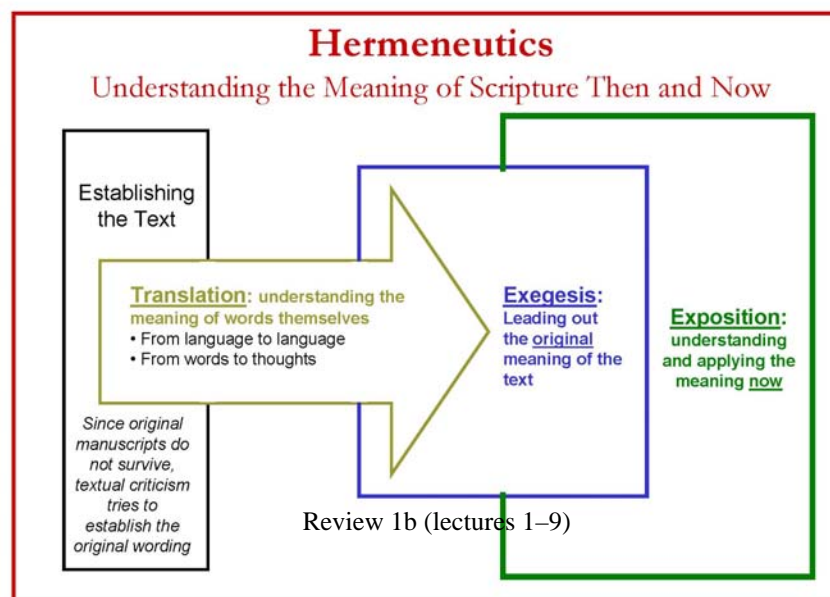 Hermeneutics
Understanding the Meaning of Scripture Then and Now
Establishing
the Text
Translation: understanding the
meaning of words themselves
• From language to language
• From words to thoughts
Since original
manuscripts do
not survive,
textual criticism
tries to
establish the
original wording
Exegesis:
Leading out
the original
meaning of the
text
Exposition:
understanding
and applying the
meaning now
Review 1b (lectures 1–9)